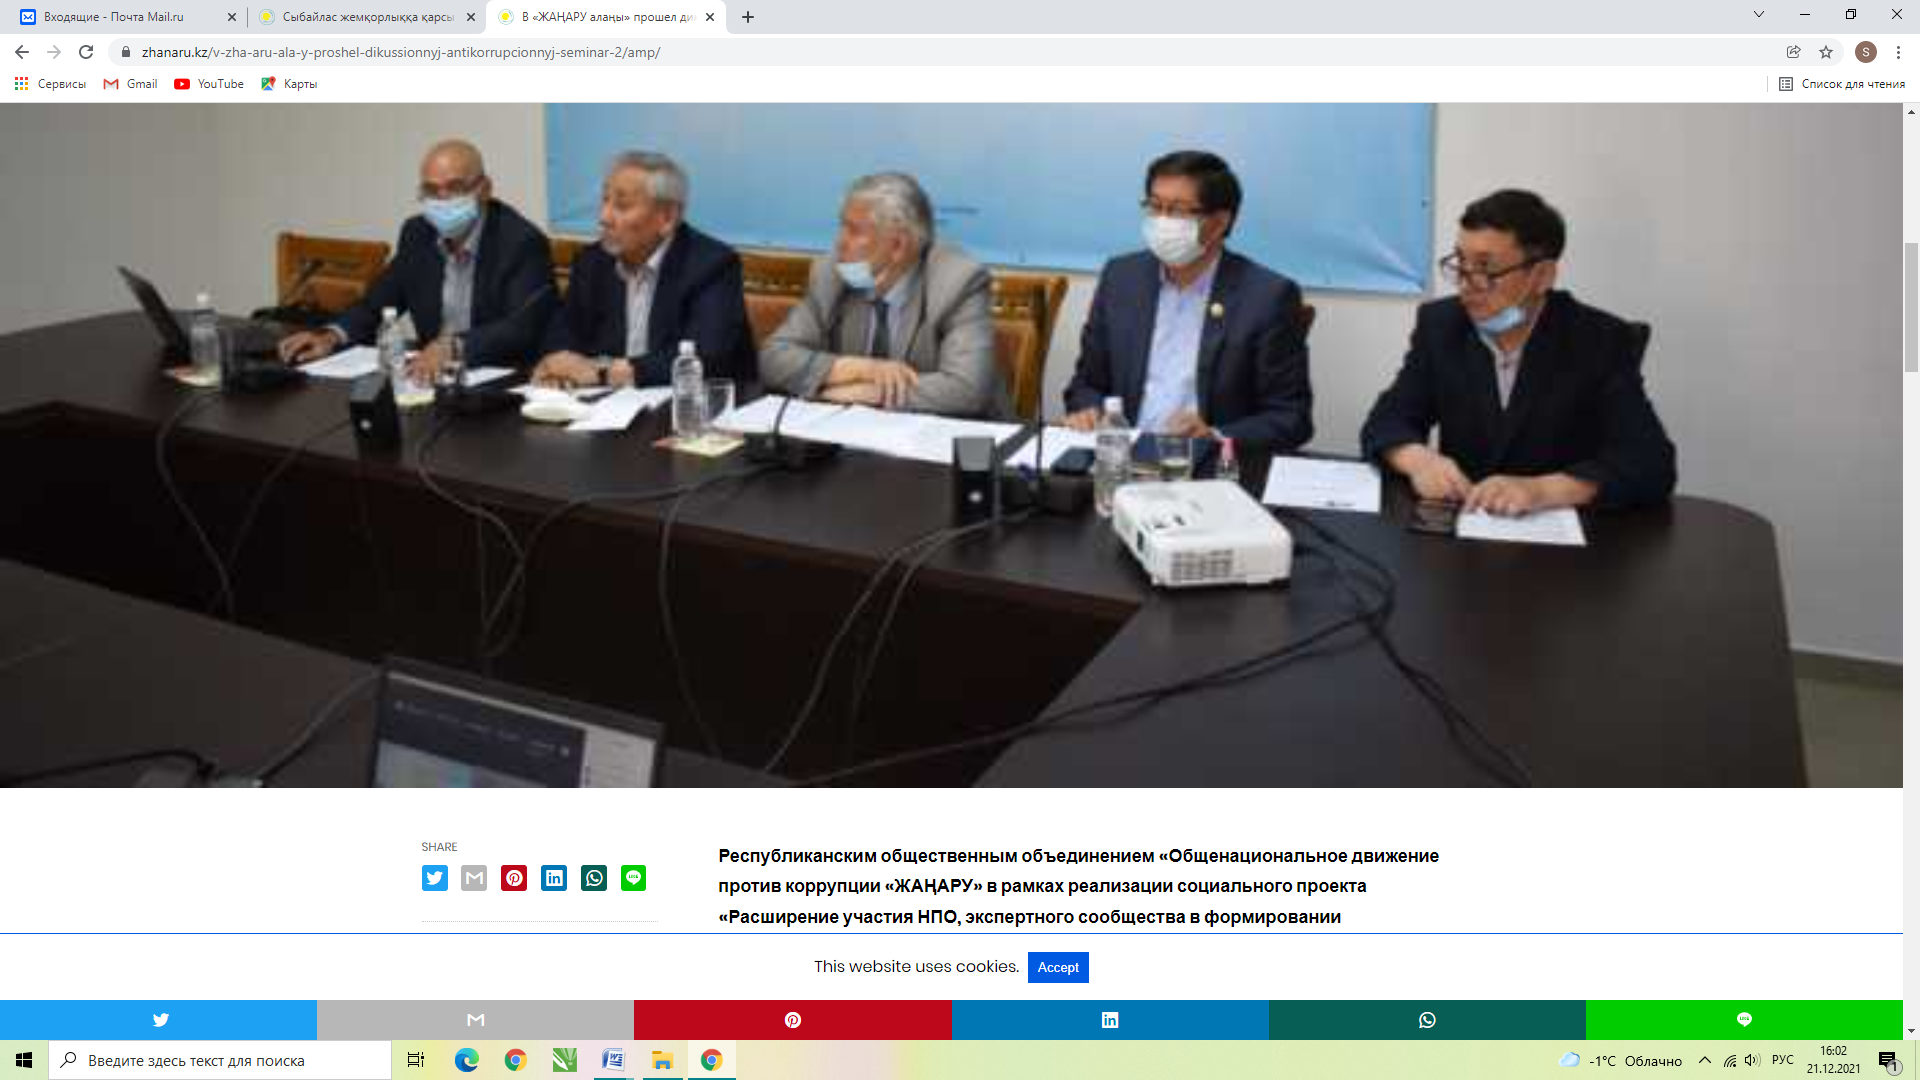 Входящие - Почта Mail.ru
Сыбайлас жемқорлыққа қарсы
В «ЖАҢАРУ алаңы» прошел ди
zhanaru.kz/v-zha-aru-ala-y-proshel-dikussionnyj-antikorrupcionnyj-seminar-2/amp/
S
Сервисы
Gmail
YouTube
Карты
Список для чтения
SHARE
Республиканским общественным объединением «Общенациональное движение
против коррупции «ЖАҢАРУ» в рамках реализации социального проекта
«Расширение участия НПО, экспертного сообщества в формировании
This website uses cookies.
Accept
Введите здесь текст для поиска
-1°C Облачно
РУС
16:02
21.12.2021
1